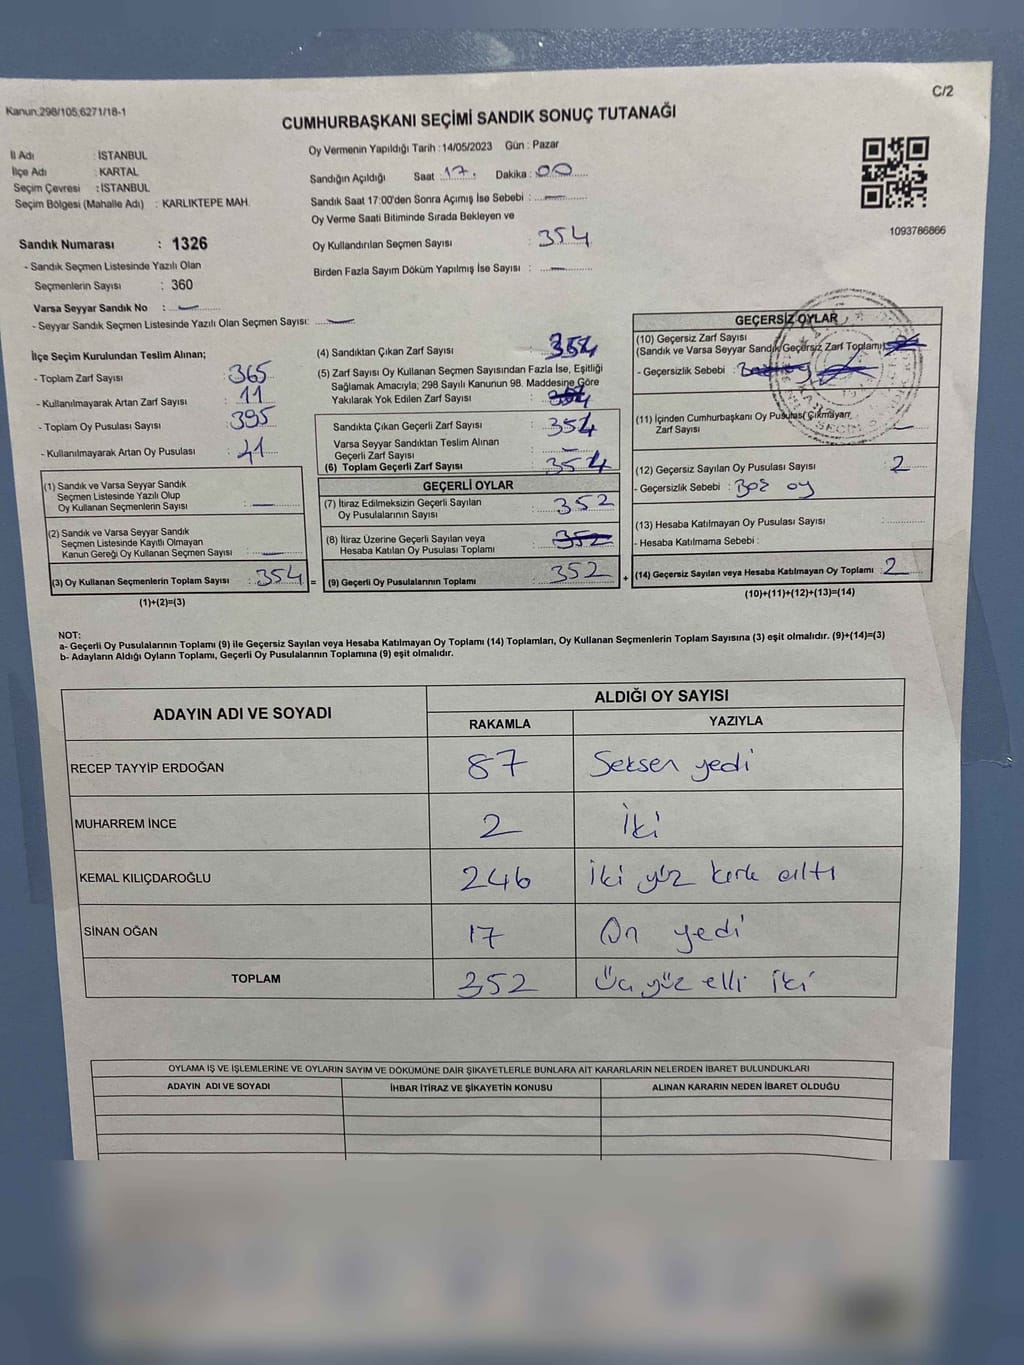 Kanun.298/105,6271/18-1
C/2
CUMHURBAŞKANI SEÇİMİ SANDIK SONUÇ TUTANAĞI
İl Adı : İSTANBUL
İlçe Adı : KARTAL
Seçim Çevresi : İSTANBUL
Seçim Bölgesi (Mahalle Adı) : KARLIKTEPE MAH.
Sandık Numarası : 1326
- Sandık Seçmen Listesinde Yazılı Olan
Seçmenlerin Sayısı : 360
Varsa Seyyar Sandık No : —
- Seyyar Sandık Seçmen Listesinde Yazılı Olan Seçmen Sayısı: —
Oy Vermenin Yapıldığı Tarih : 14/05/2023 Gün : Pazar
Sandığın Açıldığı Saat 17. Dakika : 00
Sandık Saat 17:00'den Sonra Açımış İse Sebebi : —
Oy Verme Saati Bitiminde Sırada Bekleyen ve
Oy Kullandırılan Seçmen Sayısı : 354
Birden Fazla Sayım Döküm Yapılmış İse Sayısı : —
1093786866
İlçe Seçim Kurulundan Teslim Alınan;
- Toplam Zarf Sayısı : 365
- Kullanılmayarak Artan Zarf Sayısı : 11
- Toplam Oy Pusulası Sayısı : 395
- Kullanılmayarak Artan Oy Pusulası : 41
(1) Sandık ve Varsa Seyyar Sandık
Seçmen Listesinde Yazılı Olup
Oy Kullanan Seçmenlerin Sayısı : —
(2) Sandık ve Varsa Seyyar Sandık
Seçmen Listesinde Kayıtlı Olmayan
Kanun Gereği Oy Kullanan Seçmen Sayısı : —
(3) Oy Kullanan Seçmenlerin Toplam Sayısı : 354 =
(1)+(2)=(3)
(4) Sandıktan Çıkan Zarf Sayısı : 354
(5) Zarf Sayısı Oy Kullanan Seçmen Sayısından Fazla İse, Eşitliği
Sağlamak Amacıyla; 298 Sayılı Kanunun 98. Maddesine Göre
Yakılarak Yok Edilen Zarf Sayısı :
Sandıkta Çıkan Geçerli Zarf Sayısı : 354
Varsa Seyyar Sandıktan Teslim Alınan
Geçerli Zarf Sayısı : —
(6) Toplam Geçerli Zarf Sayısı : 354
GEÇERLİ OYLAR
(7) İtiraz Edilmeksizin Geçerli Sayılan
Oy Pusulalarının Sayısı : 352
(8) İtiraz Üzerine Geçerli Sayılan veya
Hesaba Katılan Oy Pusulası Toplamı : 352
(9) Geçerli Oy Pusulalarının Toplamı : 352 +
GEÇERSİZ OYLAR
(10) Geçersiz Zarf Sayısı
(Sandık ve Varsa Seyyar Sandık Geçersiz Zarf Toplamı)
- Geçersizlik Sebebi :
(11) İçinden Cumhurbaşkanı Oy Pusulası Çıkmayan
Zarf Sayısı —
(12) Geçersiz Sayılan Oy Pusulası Sayısı 2
- Geçersizlik Sebebi : Boş oy
(13) Hesaba Katılmayan Oy Pusulası Sayısı :
- Hesaba Katılmama Sebebi :
(14) Geçersiz Sayılan veya Hesaba Katılmayan Oy Toplamı : 2
(10)+(11)+(12)+(13)=(14)
NOT:
a- Geçerli Oy Pusulalarının Toplamı (9) ile Geçersiz Sayılan veya Hesaba Katılmayan Oy Toplamı (14) Toplamları, Oy Kullanan Seçmenlerin Toplam Sayısına (3) eşit olmalıdır. (9)+(14)=(3)
b- Adayların Aldığı Oyların Toplamı, Geçerli Oy Pusulalarının Toplamına (9) eşit olmalıdır.
ADAYIN ADI VE SOYADI
ALDIĞI OY SAYISI
RAKAMLA YAZIYLA
RECEP TAYYİP ERDOĞAN 87 Seksen yedi
MUHARREM İNCE 2 İki
KEMAL KILIÇDAROĞLU 246 iki yüz kırk altı
SİNAN OĞAN 17 On yedi
TOPLAM 352 Üç yüz elli iki
OYLAMA İŞ VE İŞLEMLERİNE VE OYLARIN SAYIM VE DÖKÜMÜNE DAİR ŞİKAYETLERLE BUNLARA AİT KARARLARIN NELERDEN İBARET BULUNDUKLARI
ADAYIN ADI VE SOYADI İHBAR İTİRAZ VE ŞİKAYETİN KONUSU ALINAN KARARIN NEDEN İBARET OLDUĞU